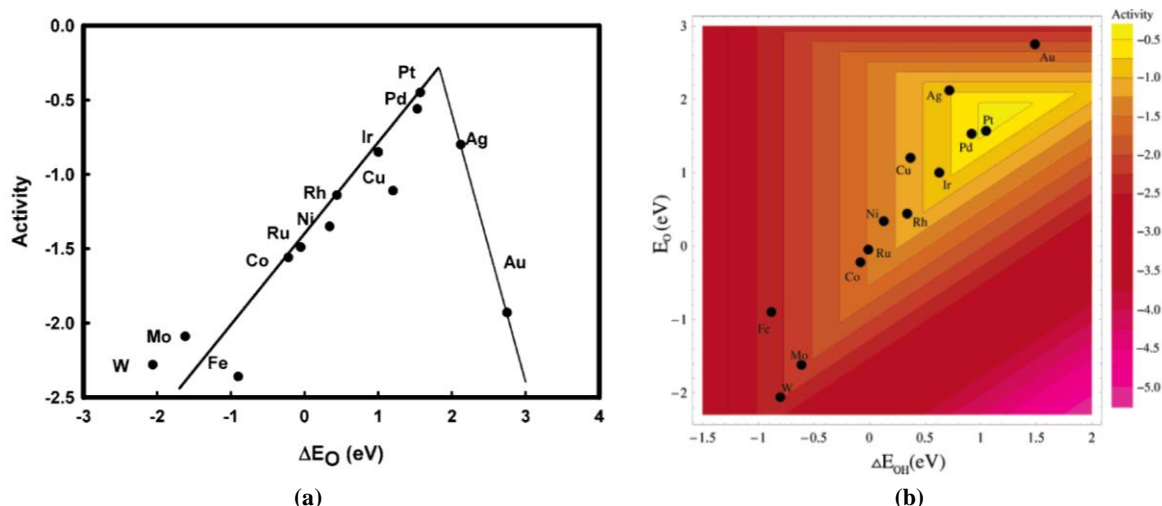 0.0
-0.5
-1.0
-1.5
-2.0
-2.5
-3
-2
-1
0
1
2
3
4
Activity
ΔE_O (eV)
Pt
Pd
Ir
Ag
Cu
Rh
Ni
Ru
Co
Au
Mo
W
Fe
(a)
3
2
1
0
−1
−2
−1.5
−1
−0.5
0
0.5
1
1.5
2
E_O (eV)
ΔE_OH(eV)
Au
Ag
Pt
Pd
Cu
Ir
Ni
Rh
Ru
Co
Fe
Mo
W
Activity
−0.5
−1.0
−1.5
−2.0
−2.5
−3.0
−3.5
−4.0
−4.5
−5.0
(b)